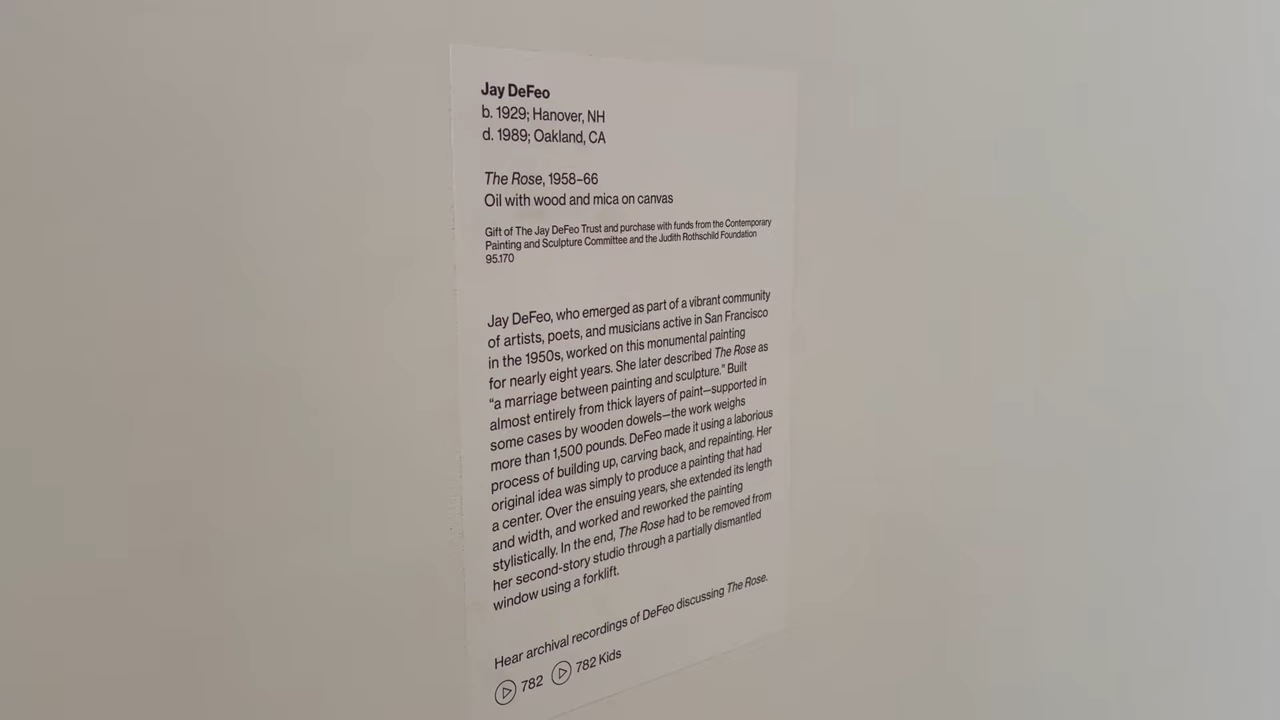 Jay DeFeo
b. 1929; Hanover, NH
d. 1989; Oakland, CA
The Rose, 1958–66
Oil with wood and mica on canvas
Gift of The Jay DeFeo Trust and purchase with funds from the Contemporary
Painting and Sculpture Committee and the Judith Rothschild Foundation
95.170
Jay DeFeo, who emerged as part of a vibrant community
of artists, poets, and musicians active in San Francisco
in the 1950s, worked on this monumental painting
for nearly eight years. She later described The Rose as
“a marriage between painting and sculpture.” Built
almost entirely from thick layers of paint—supported in
some cases by wooden dowels—the work weighs
more than 1,500 pounds. DeFeo made it using a laborious
process of building up, carving back, and repainting. Her
original idea was simply to produce a painting that had
a center. Over the ensuing years, she extended its length
and width, and worked and reworked the painting
stylistically. In the end, The Rose had to be removed from
her second-story studio through a partially dismantled
window using a forklift.
Hear archival recordings of DeFeo discussing The Rose.
782 782 Kids